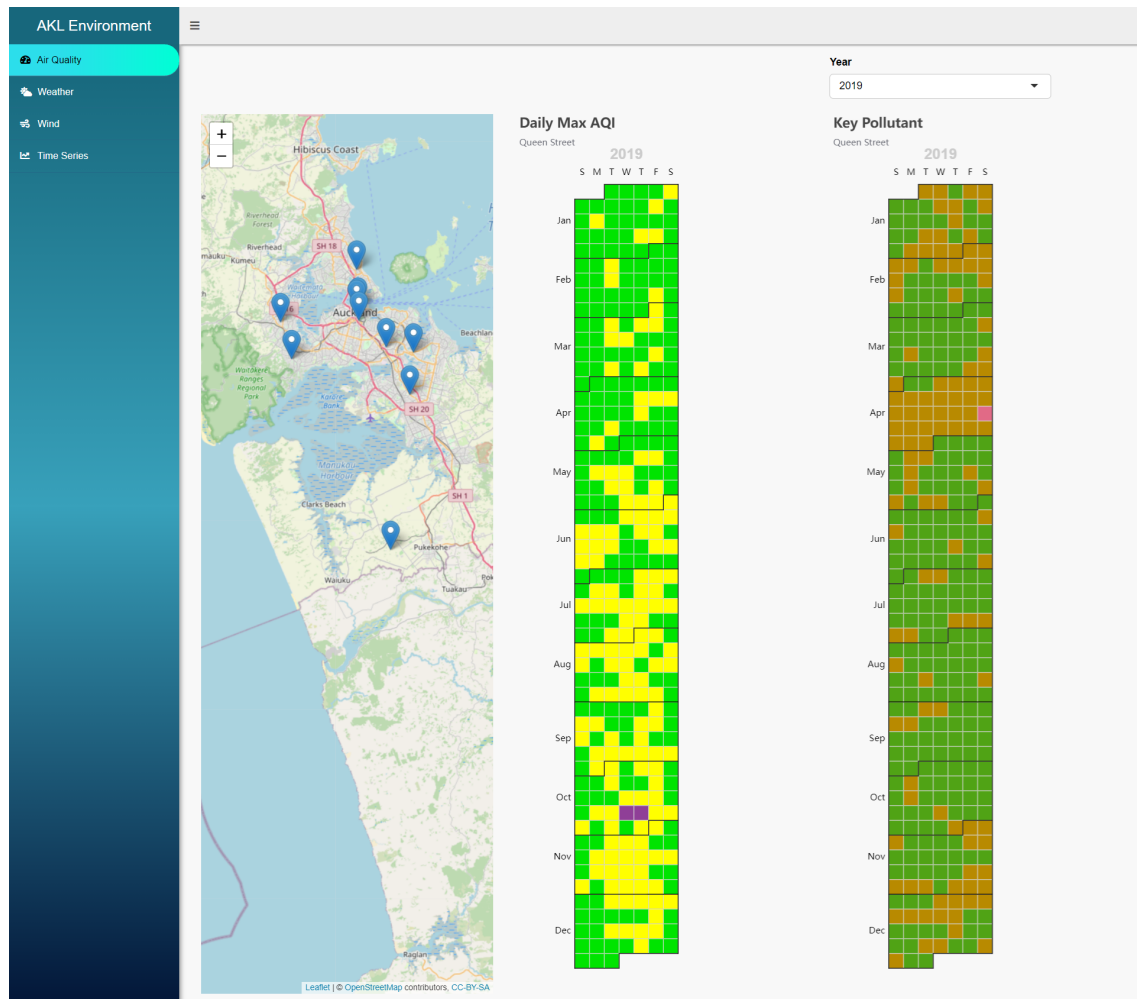 AKL Environment
Air Quality
Weather
Wind
Time Series
Year
2019
+
−
Hibiscus Coast
Riverhead
Forest
Riverhead
Kumeu
SH 18
Waitemata
Harbour
Auckland
Beachlan
Waitakere
Ranges
Regional
Park
SH 20
Manukau
Harbour
SH 1
Clarks Beach
Pukekohe
Waiuku
Tuakau
Raglan
Leaflet | © OpenStreetMap contributors, CC-BY-SA
Daily Max AQI
Queen Street
2019
S M T W T F S
Jan
Feb
Mar
Apr
May
Jun
Jul
Aug
Sep
Oct
Nov
Dec
Key Pollutant
Queen Street
2019
S M T W T F S
Jan
Feb
Mar
Apr
May
Jun
Jul
Aug
Sep
Oct
Nov
Dec